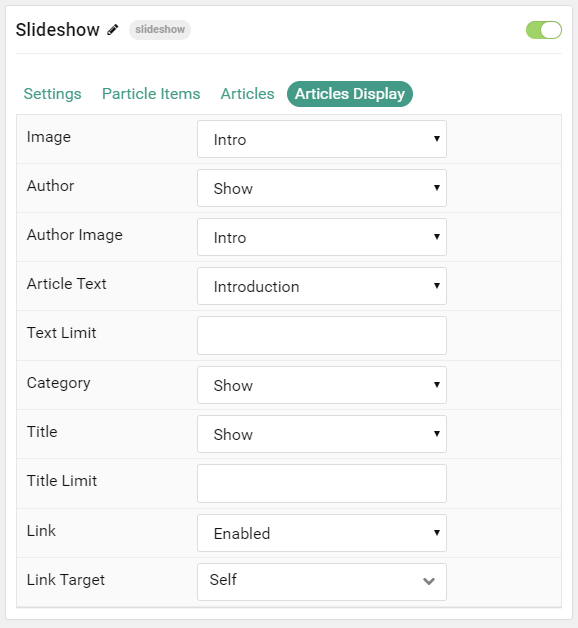 Slideshow slideshow
Settings Particle Items Articles Articles Display
Image Intro
Author Show
Author Image Intro
Article Text Introduction
Text Limit
Category Show
Title Show
Title Limit
Link Enabled
Link Target Self